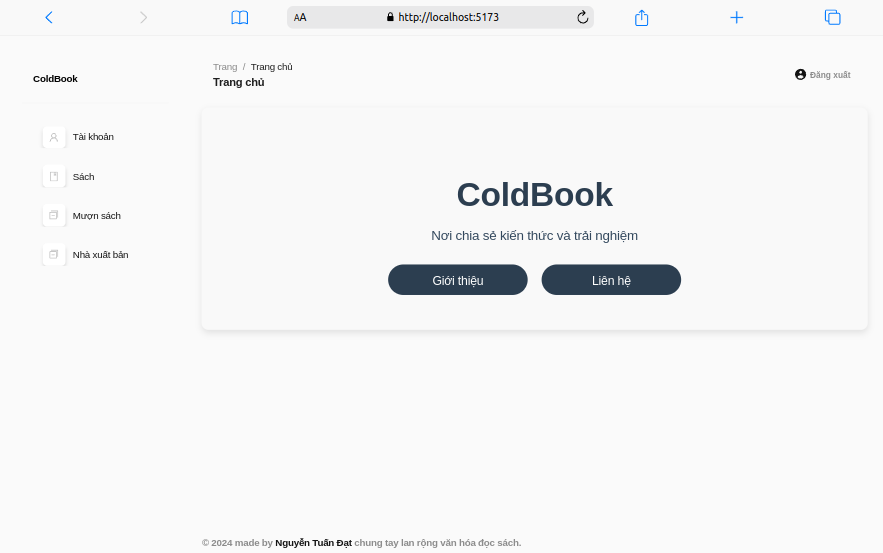 AA http://localhost:5173
ColdBook
Tài khoản
Sách
Mượn sách
Nhà xuất bản
Trang / Trang chủ
Trang chủ
Đăng xuất
ColdBook
Nơi chia sẻ kiến thức và trải nghiệm
Giới thiệu
Liên hệ
© 2024 made by Nguyễn Tuấn Đạt chung tay lan rộng văn hóa đọc sách.